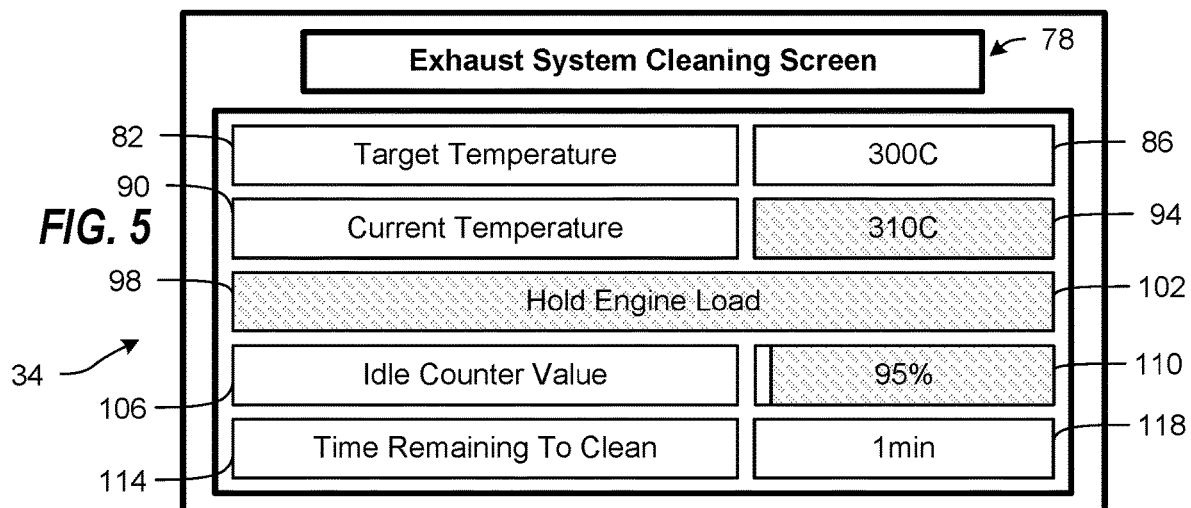 Exhaust System Cleaning Screen 78
82 Target Temperature 300C 86
90 Current Temperature 310C 94
FIG. 5
98 Hold Engine Load 102
34 Idle Counter Value 95% 110
106
Time Remaining To Clean 1min 118
114